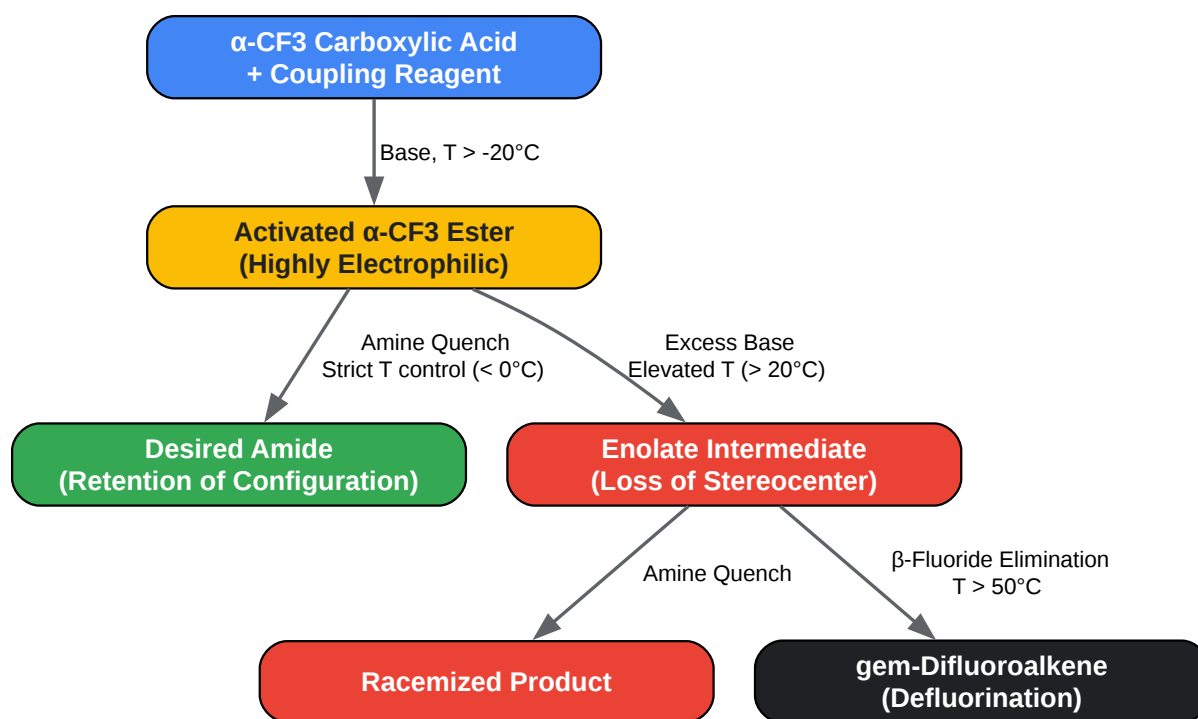 α-CF3 Carboxylic Acid
+ Coupling Reagent
Base, T > -20°C
Activated α-CF3 Ester
(Highly Electrophilic)
Amine Quench
Strict T control (< 0°C)
Excess Base
Elevated T (> 20°C)
Desired Amide
(Retention of Configuration)
Enolate Intermediate
(Loss of Stereocenter)
Amine Quench
β-Fluoride Elimination
T > 50°C
Racemized Product
gem-Difluoroalkene
(Defluorination)